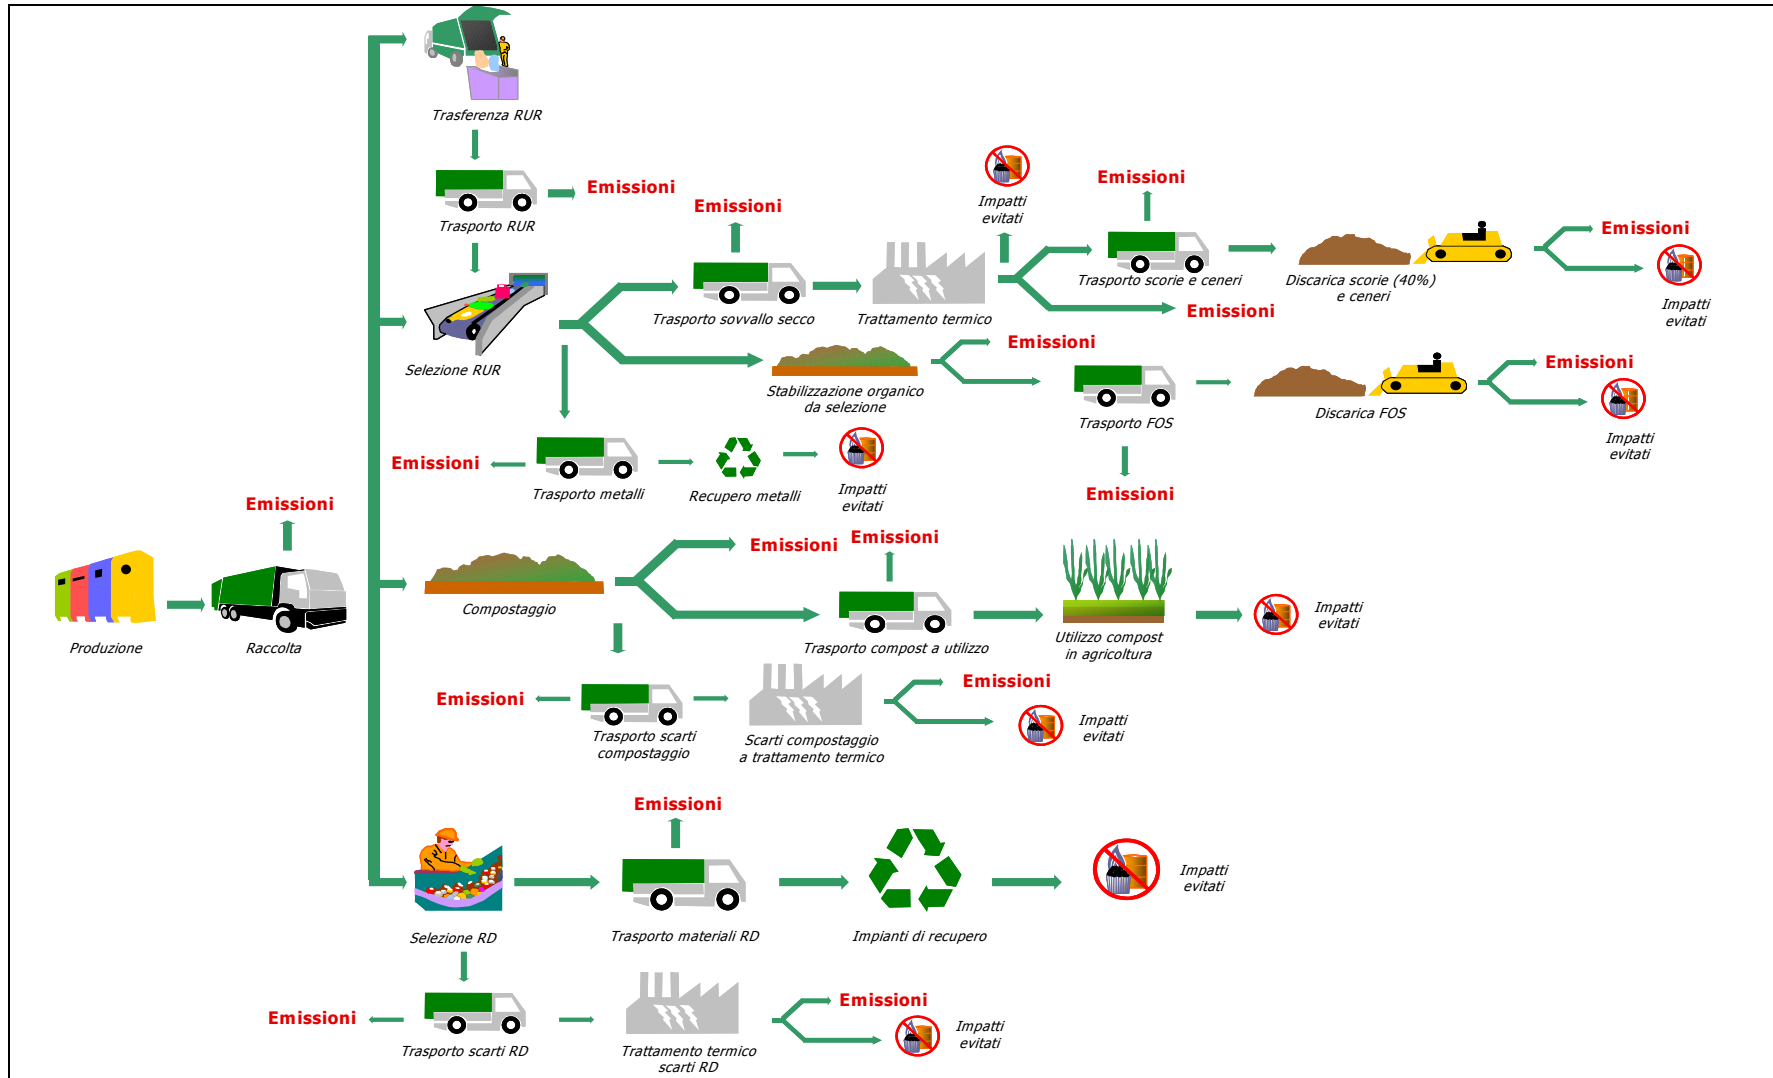 Trasferenza RUR
Emissioni
Trasporto RUR
Selezione RUR
Emissioni
Trasporto sovvallo secco
Trattamento termico
Impatti
evitati
Emissioni
Trasporto scorie e ceneri
Discarica scorie (40%)
e ceneri
Emissioni
Impatti
evitati
Emissioni
Stabilizzazione organico
da selezione
Emissioni
Trasporto FOS
Emissioni
Discarica FOS
Emissioni
Impatti
evitati
Emissioni
Trasporto metalli
Recupero metalli
Impatti
evitati
Produzione
Emissioni
Raccolta
Compostaggio
Emissioni
Emissioni
Trasporto compost a utilizzo
Utilizzo compost
in agricoltura
Impatti
evitati
Emissioni
Trasporto scarti
compostaggio
Scarti compostaggio
a trattamento termico
Emissioni
Impatti
evitati
Selezione RD
Emissioni
Trasporto materiali RD
Impianti di recupero
Impatti
evitati
Emissioni
Trasporto scarti RD
Trattamento termico
scarti RD
Emissioni
Impatti
evitati